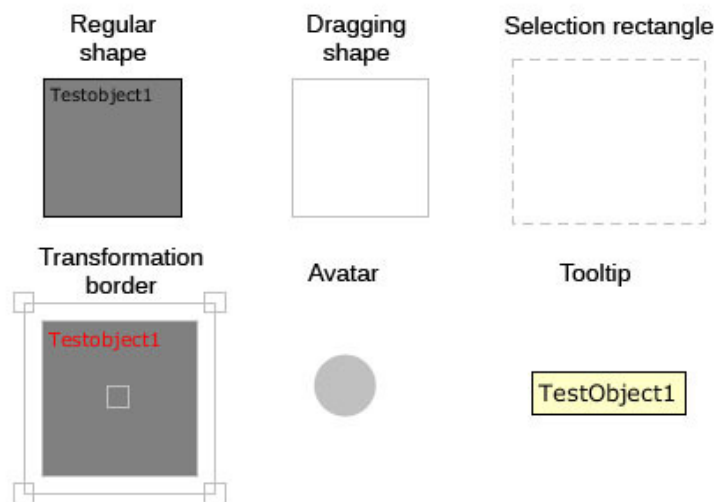 Regular
shape
Dragging
shape
Selection rectangle
Testobject1
Transformation
border
Avatar
Tooltip
Testobject1
TestObject1